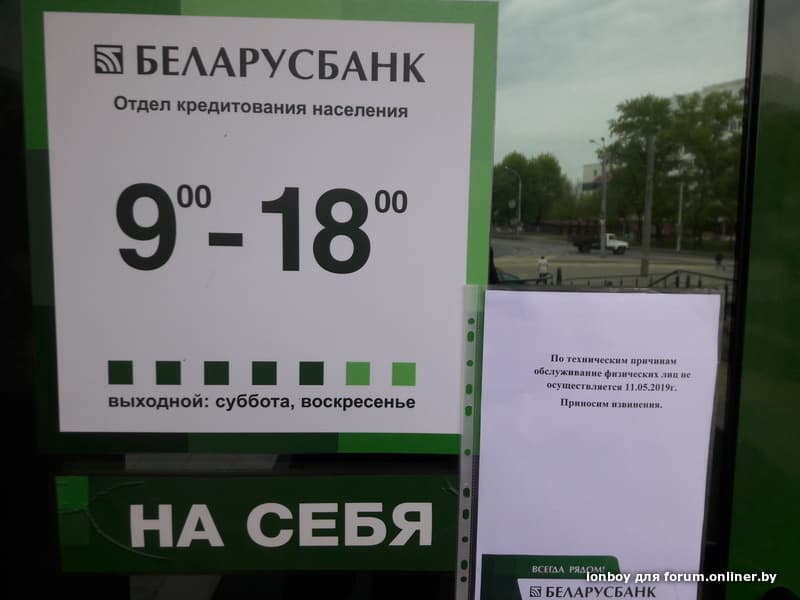 БЕЛАРУСБАНК
Отдел кредитования населения
9⁰⁰ - 18⁰⁰
выходной: суббота, воскресенье
НА СЕБЯ
По техническим причинам
обслуживание физических лиц не
осуществляется 11.05.2019г.
Приносим извинения.
ВСЕГДА РЯДОМ!
БЕЛАРУСБАНК
Ionboy для forum.onliner.by